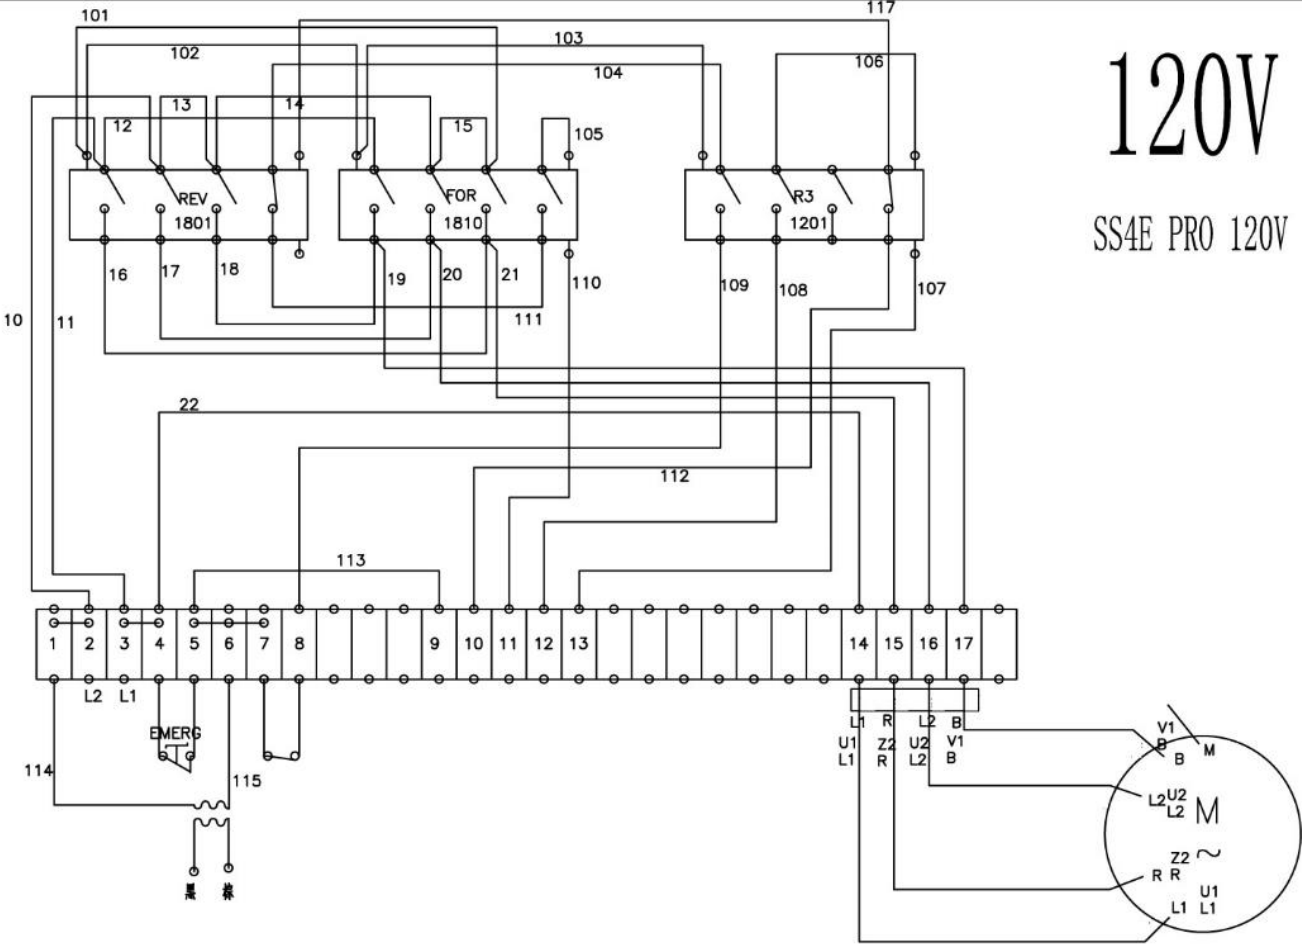 117
101
102
103
104
106
120V
13
14
12
15
105
REV
1801
FOR
1810
R3
1201
SS4E PRO 120V
16
17
18
19
20
21
110
109
108
107
10
11
111
22
112
113
1
2
3
4
5
6
7
8
9
10
11
12
13
14
15
16
17
L2
L1
EMERG
114
115
L1
R
L2
B
U1
Z2
U2
V1
L1
R
L2
B
V1
B
B
M
L2
U2
L2
M
~
Z2
R
R
U1
L1
L1